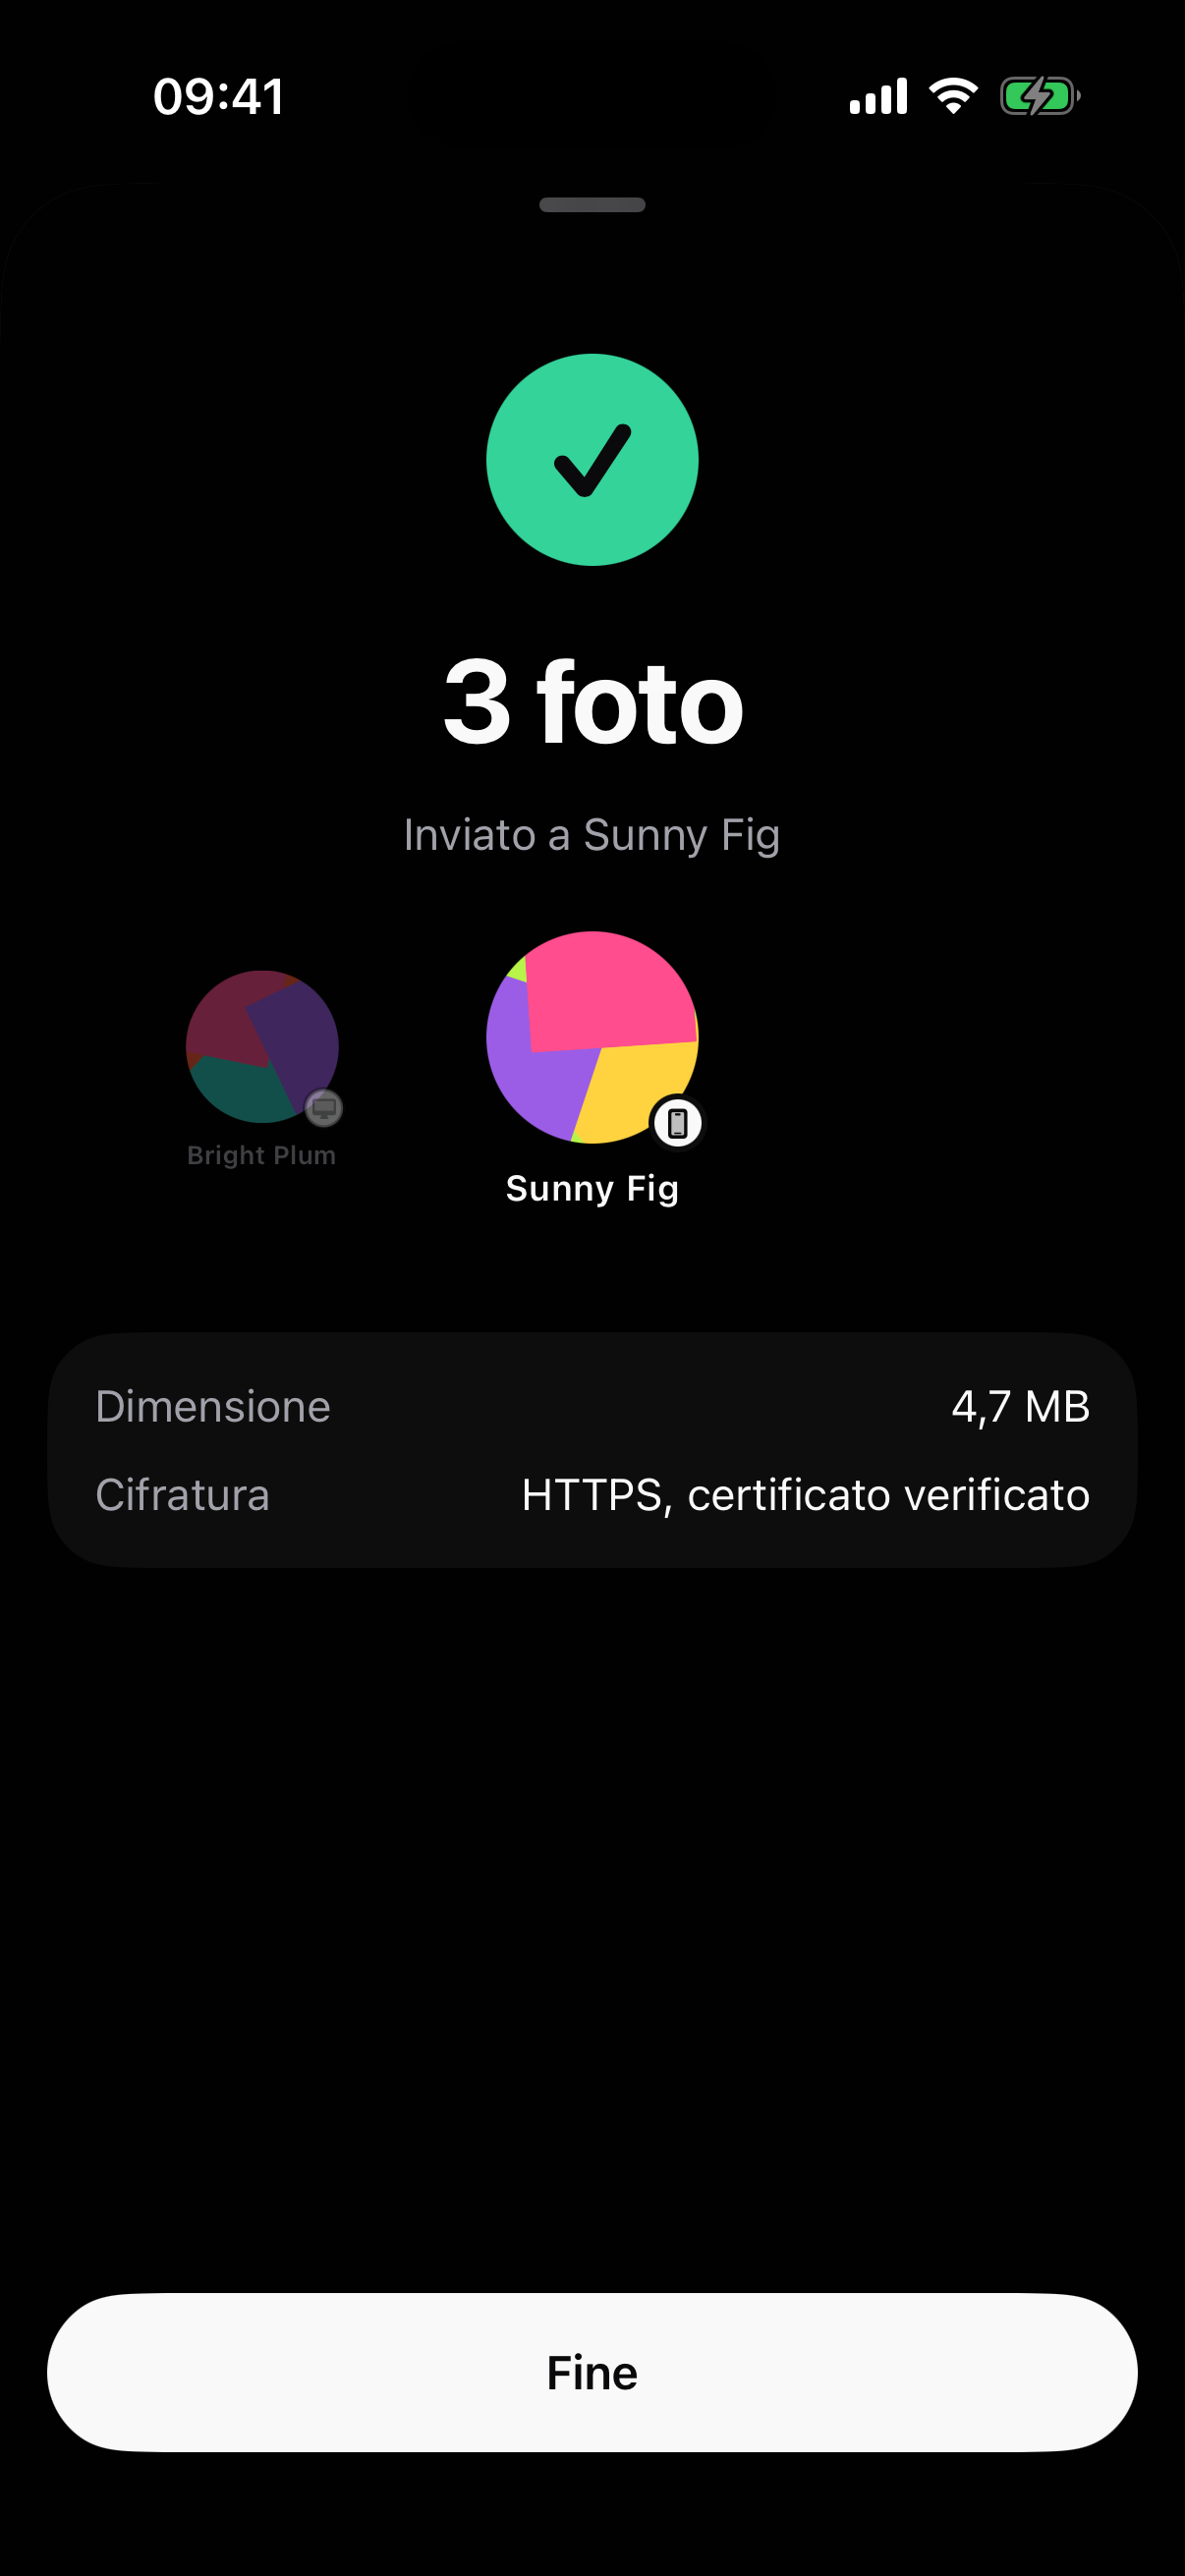 09:41
3 foto
Inviato a Sunny Fig
Bright Plum
Sunny Fig
Dimensione 4,7 MB
Cifratura HTTPS, certificato verificato
Fine